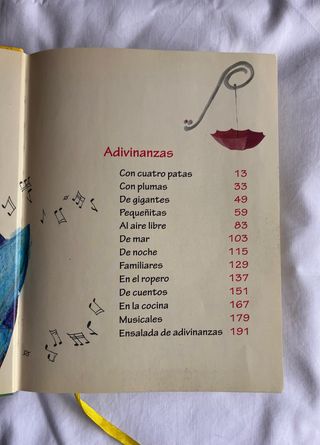 Adivinanzas
Con cuatro patas 13
Con plumas 33
De gigantes 49
Pequeñitas 59
Al aire libre 83
De mar 103
De noche 115
Familiares 129
En el ropero 137
De cuentos 151
En la cocina 167
Musicales 179
Ensalada de adivinanzas 191